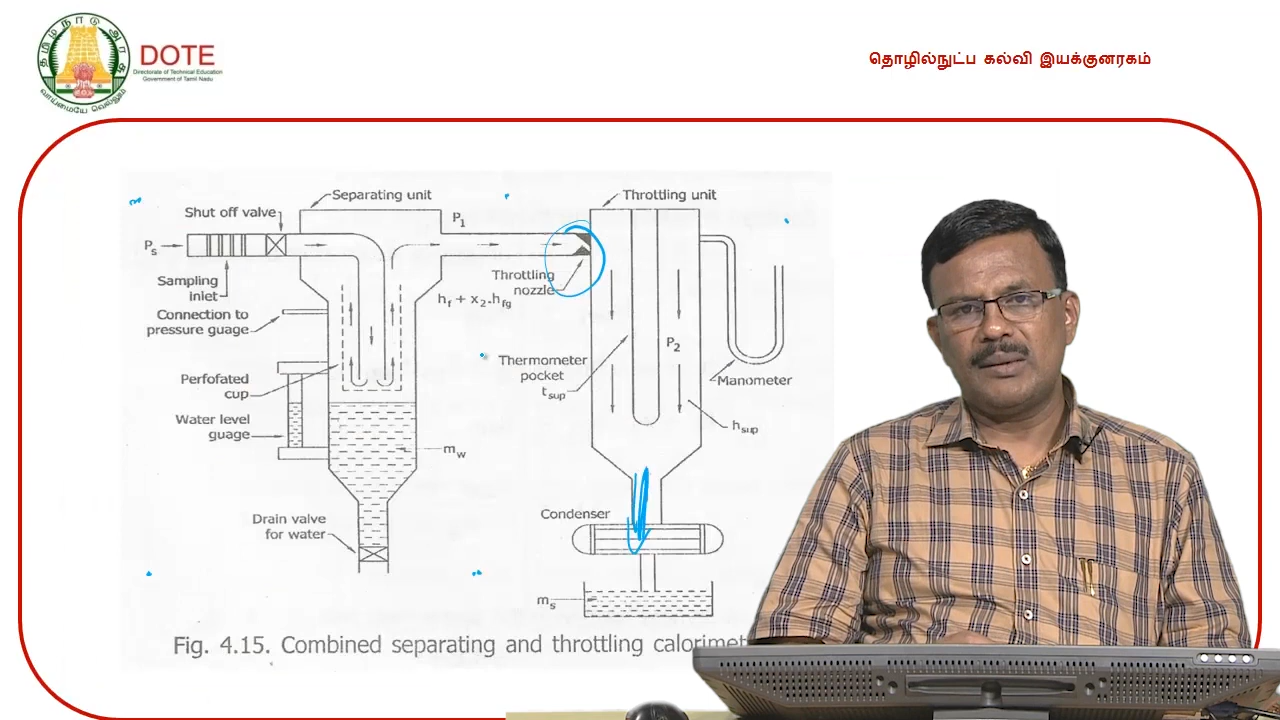 தமிழ்நாடு அரசு
வாய்மையே வெல்லும்
DOTE
Directorate of Technical Education
Government of Tamil Nadu
தொழில்நுட்ப கல்வி இயக்குனரகம்
Separating unit
Throttling unit
Shut off valve
P1
Ps
Sampling
inlet
Throttling
nozzle
hf + x2.hfg
Connection to
pressure guage
P2
Thermometer
pocket
tsup
Manometer
Perfofated
cup
Water level
guage
hsup
mw
Drain valve
for water
Condenser
ms
Fig. 4.15. Combined separating and throttling